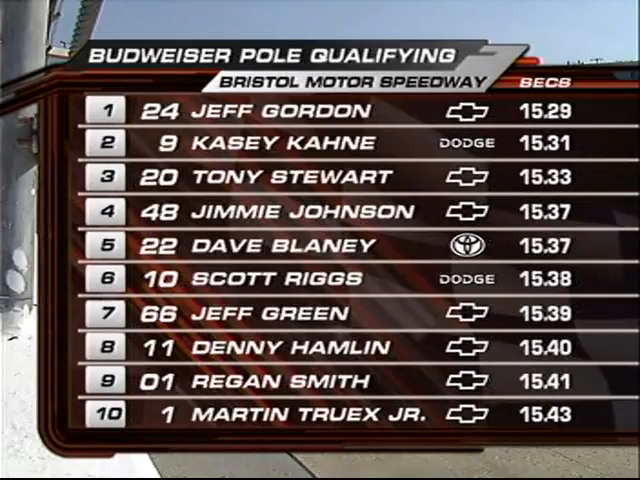 BUDWEISER POLE QUALIFYING
BRISTOL MOTOR SPEEDWAY SECS
1 24 JEFF GORDON 15.29
2 9 KASEY KAHNE DODGE 15.31
3 20 TONY STEWART 15.33
4 48 JIMMIE JOHNSON 15.37
5 22 DAVE BLANEY 15.37
6 10 SCOTT RIGGS DODGE 15.38
7 66 JEFF GREEN 15.39
8 11 DENNY HAMLIN 15.40
9 01 REGAN SMITH 15.41
10 1 MARTIN TRUEX JR. 15.43